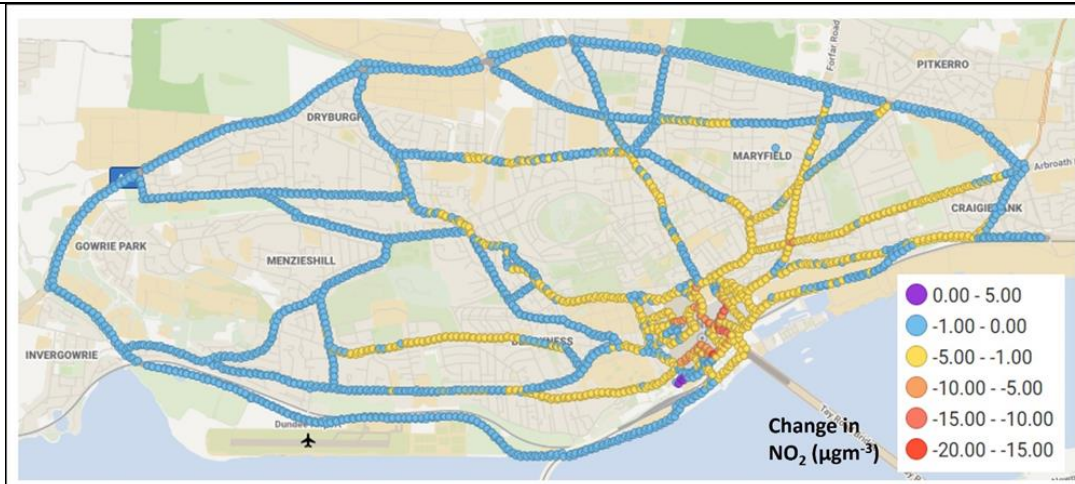 Forfar Road
PITKERRO
DRYBURGH
MARYFIELD
Arbroath
CRAIGIEBANK
GOWRIE PARK
MENZIESHILL
INVERGOWRIE
Dundee
Change in
NO₂ (µgm⁻³)
0.00 - 5.00
-1.00 - 0.00
-5.00 - -1.00
-10.00 - -5.00
-15.00 - -10.00
-20.00 - -15.00
Tay